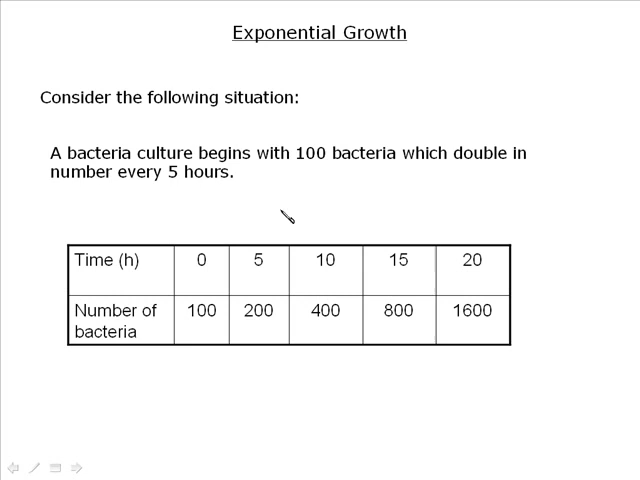 Exponential Growth
Consider the following situation:
A bacteria culture begins with 100 bacteria which double in
number every 5 hours.
Time (h) 0 5 10 15 20
Number of bacteria 100 200 400 800 1600